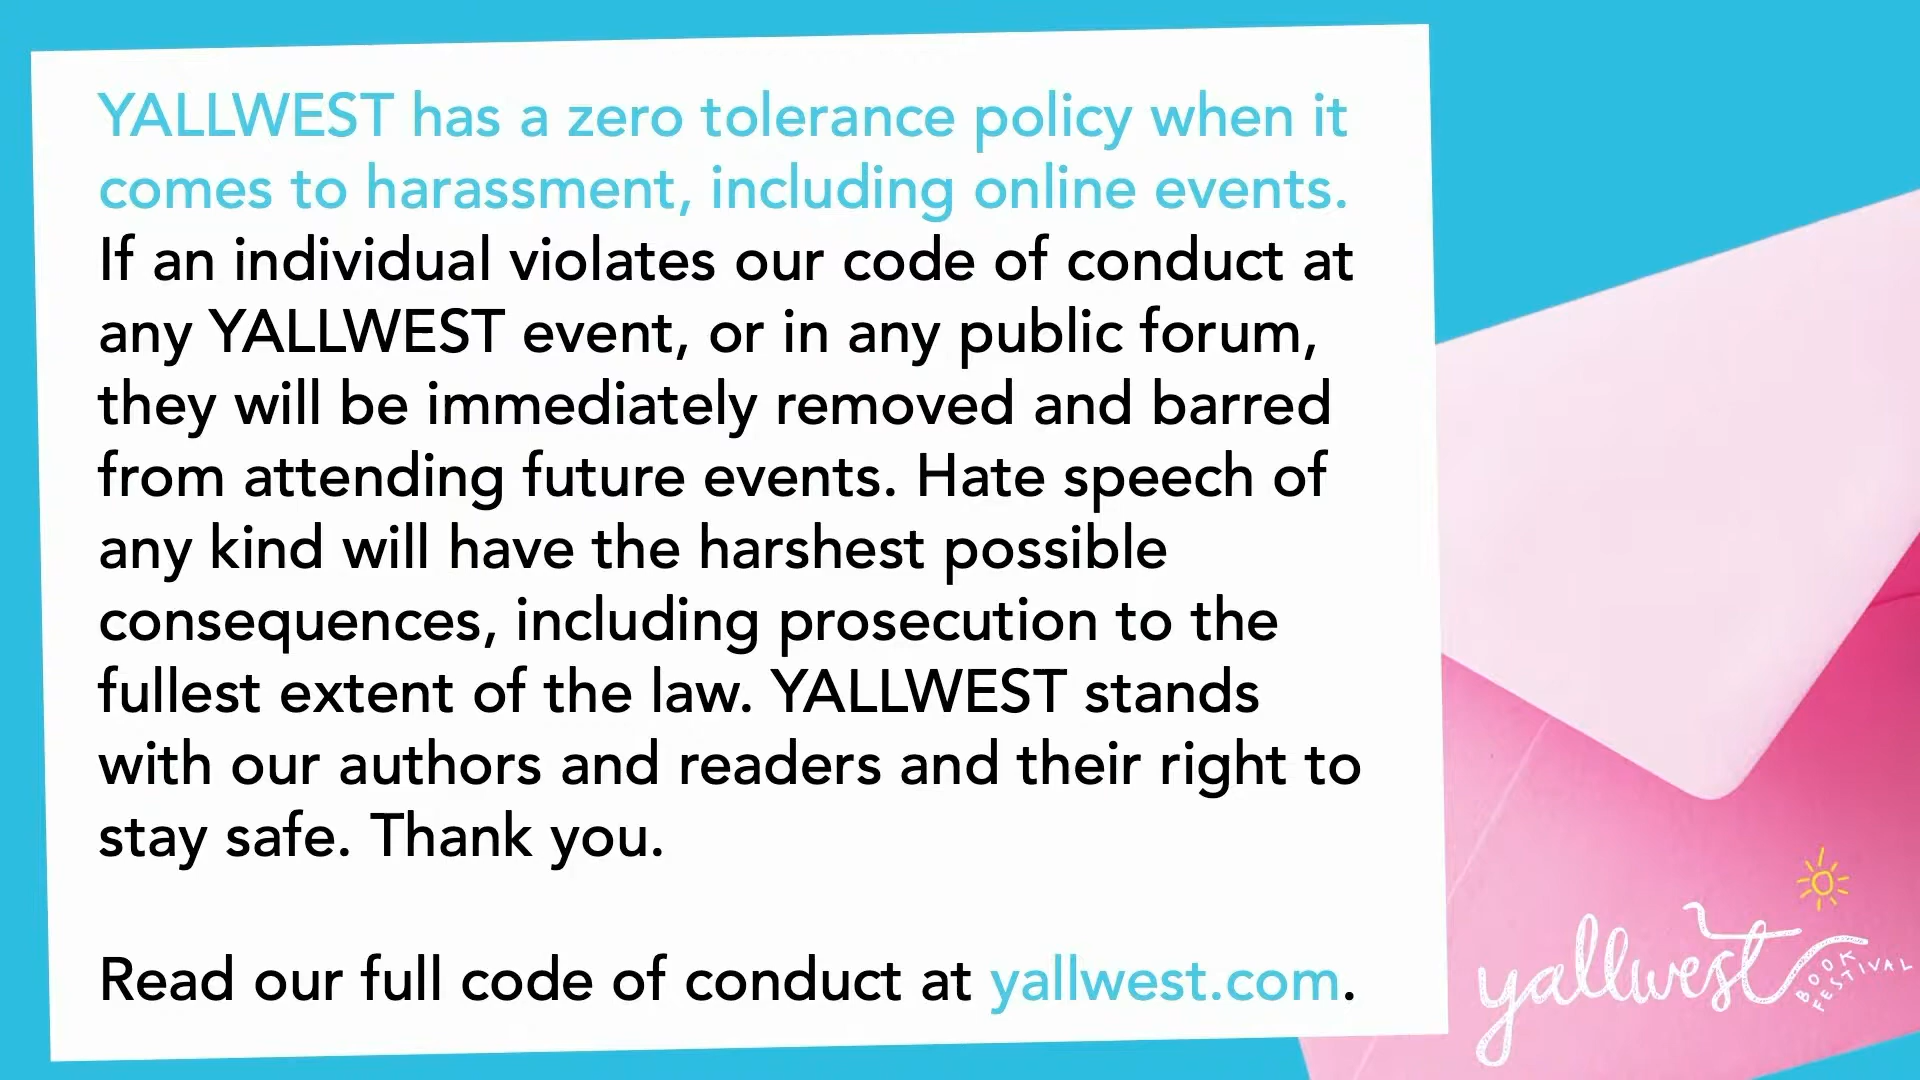 YALLWEST has a zero tolerance policy when it
comes to harassment, including online events.
If an individual violates our code of conduct at
any YALLWEST event, or in any public forum,
they will be immediately removed and barred
from attending future events. Hate speech of
any kind will have the harshest possible
consequences, including prosecution to the
fullest extent of the law. YALLWEST stands
with our authors and readers and their right to
stay safe. Thank you.
Read our full code of conduct at yallwest.com.
yallwest
BOOK
FESTIVAL